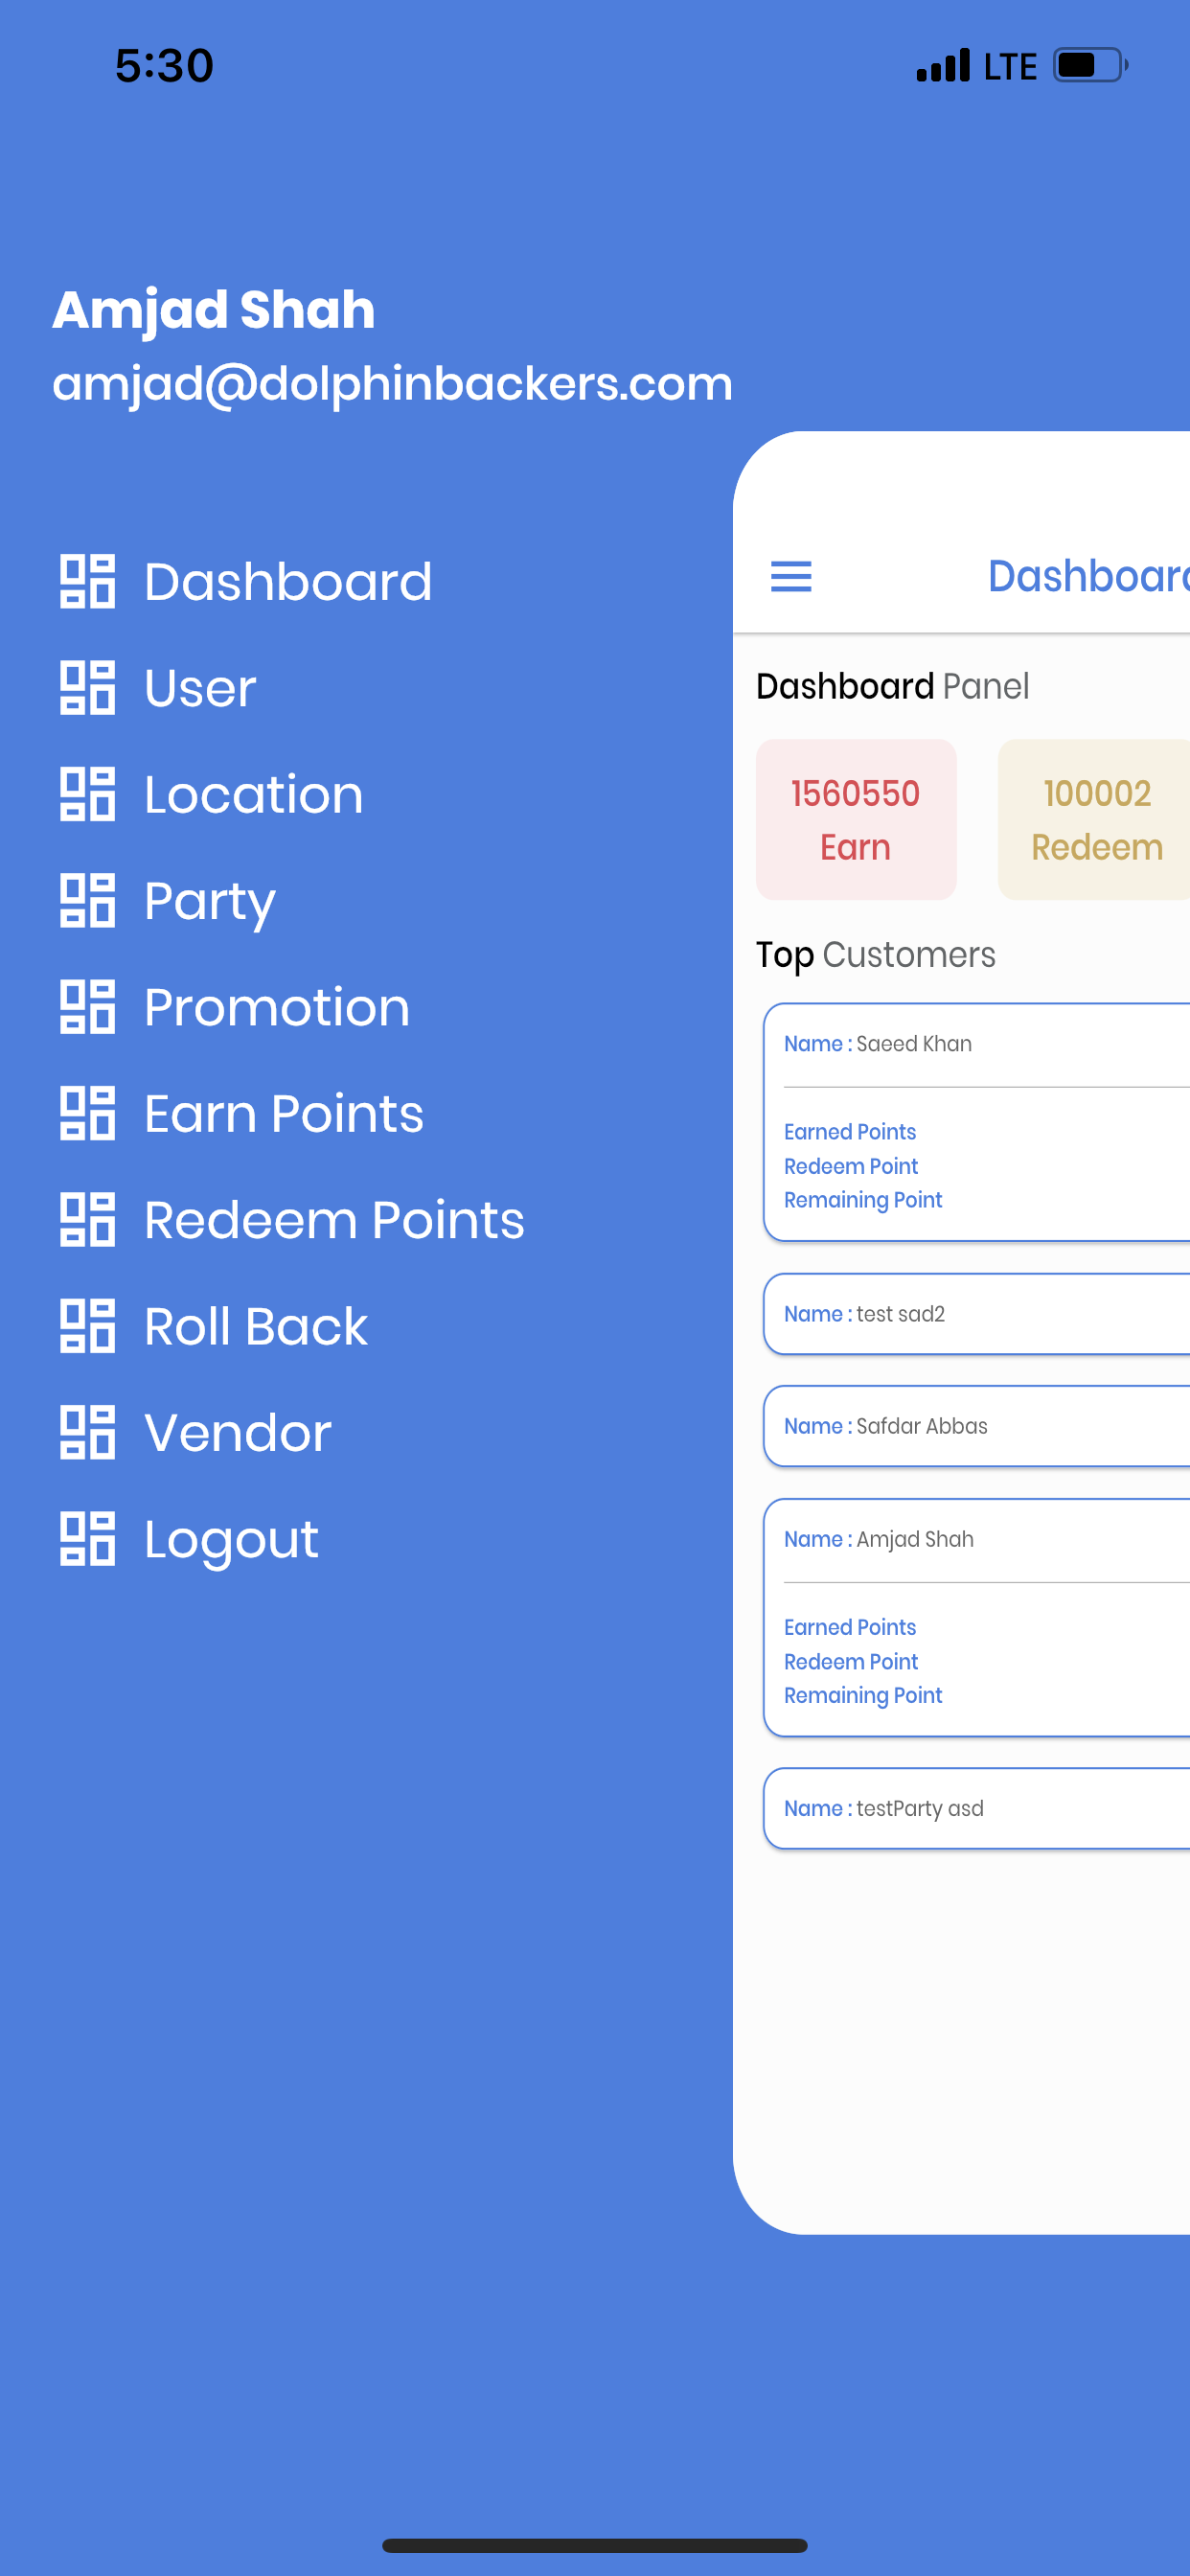 5:30
LTE
Amjad Shah
amjad@dolphinbackers.com
Dashboard
User
Location
Party
Promotion
Earn Points
Redeem Points
Roll Back
Vendor
Logout
Dashboard
Dashboard Panel
1560550
Earn
100002
Redeem
Top Customers
Name : Saeed Khan
Earned Points
Redeem Point
Remaining Point
Name : test sad2
Name : Safdar Abbas
Name : Amjad Shah
Earned Points
Redeem Point
Remaining Point
Name : testParty asd